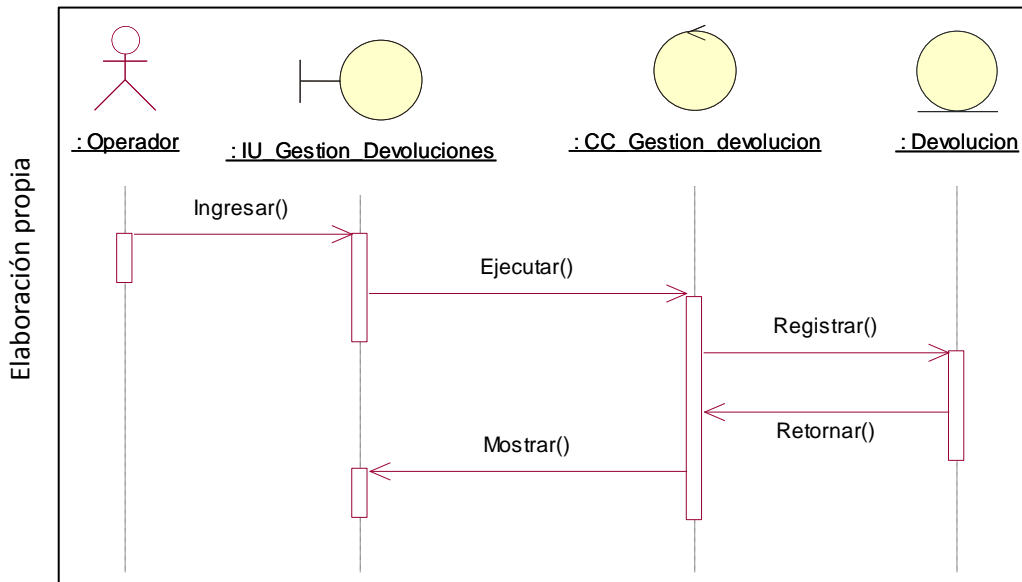 Elaboración propia
: Operador
: IU_Gestion_Devoluciones
: CC_Gestion_devolucion
: Devolucion
Ingresar()
Ejecutar()
Registrar()
Retornar()
Mostrar()